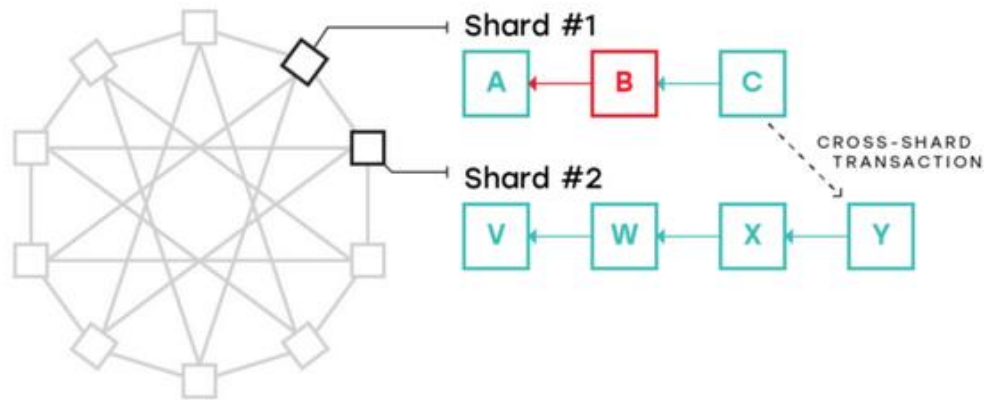 Shard #1
A B C
CROSS-SHARD
TRANSACTION
Shard #2
V W X Y